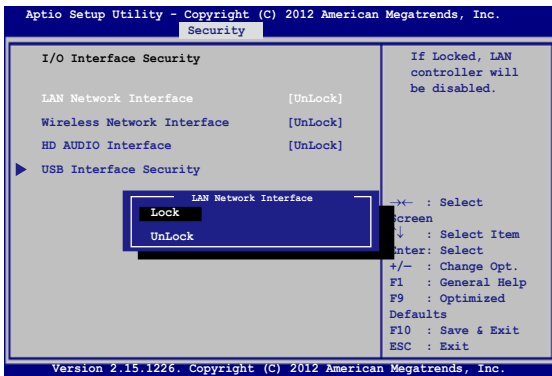 Aptio Setup Utility - Copyright (C) 2012 American Megatrends, Inc.
Security
I/O Interface Security
LAN Network Interface [UnLock]
Wireless Network Interface [UnLock]
HD AUDIO Interface [UnLock]
USB Interface Security
LAN Network Interface
Lock
UnLock
If Locked, LAN
controller will
be disabled.
→← : Select
Screen
↑↓ : Select Item
Enter: Select
+/— : Change Opt.
F1 : General Help
F9 : Optimized
Defaults
F10 : Save & Exit
ESC : Exit
Version 2.15.1226. Copyright (C) 2012 American Megatrends, Inc.